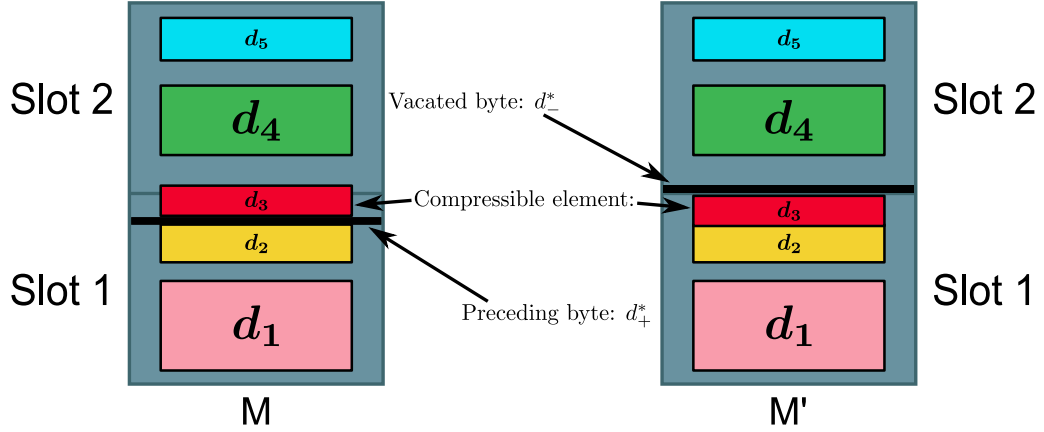 d₅
d₅
Slot 2
Slot 2
Vacated byte: d*₋
d₄
d₄
Compressible element:
d₃
d₃
d₂
d₂
Slot 1
Slot 1
Preceding byte: d*₊
d₁
d₁
M
M'